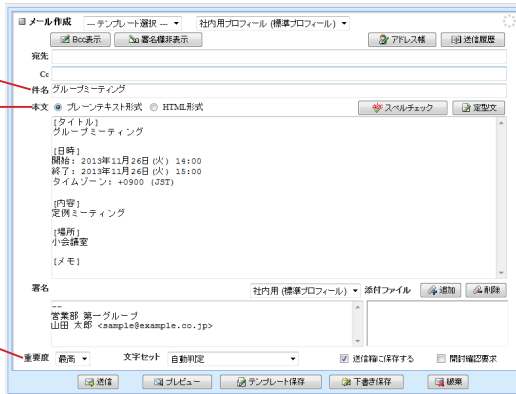 メール作成 --- テンプレート選択 --- 社内用プロフィール (標準プロフィール)
Bcc表示 署名欄非表示 アドレス帳 送信履歴
宛先
Cc
件名 グループミーティング
本文 プレーンテキスト形式 HTML形式 スペルチェック 定型文
[タイトル]
グループミーティング
[日時]
開始: 2013年11月26日(火) 14:00
終了: 2013年11月26日(火) 15:00
タイムゾーン: +0900 (JST)
[内容]
定例ミーティング
[場所]
小会議室
[メモ]
署名 社内用 (標準プロフィール) 添付ファイル 追加 削除
--
営業部 第一グループ
山田 太郎 <sample@example.co.jp>
重要度 最高 文字セット 自動判定 送信箱に保存する 開封確認要求
送信 プレビュー テンプレート保存 下書き保存 破棄